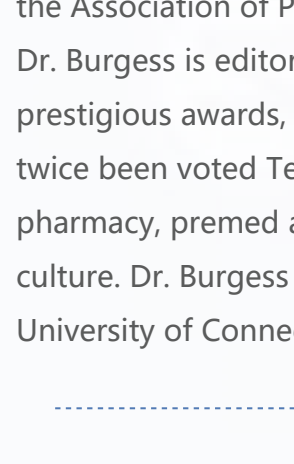 the Association of P
Dr. Burgess is editor
prestigious awards,
twice been voted Te
pharmacy, premed a
culture. Dr. Burgess
University of Conne